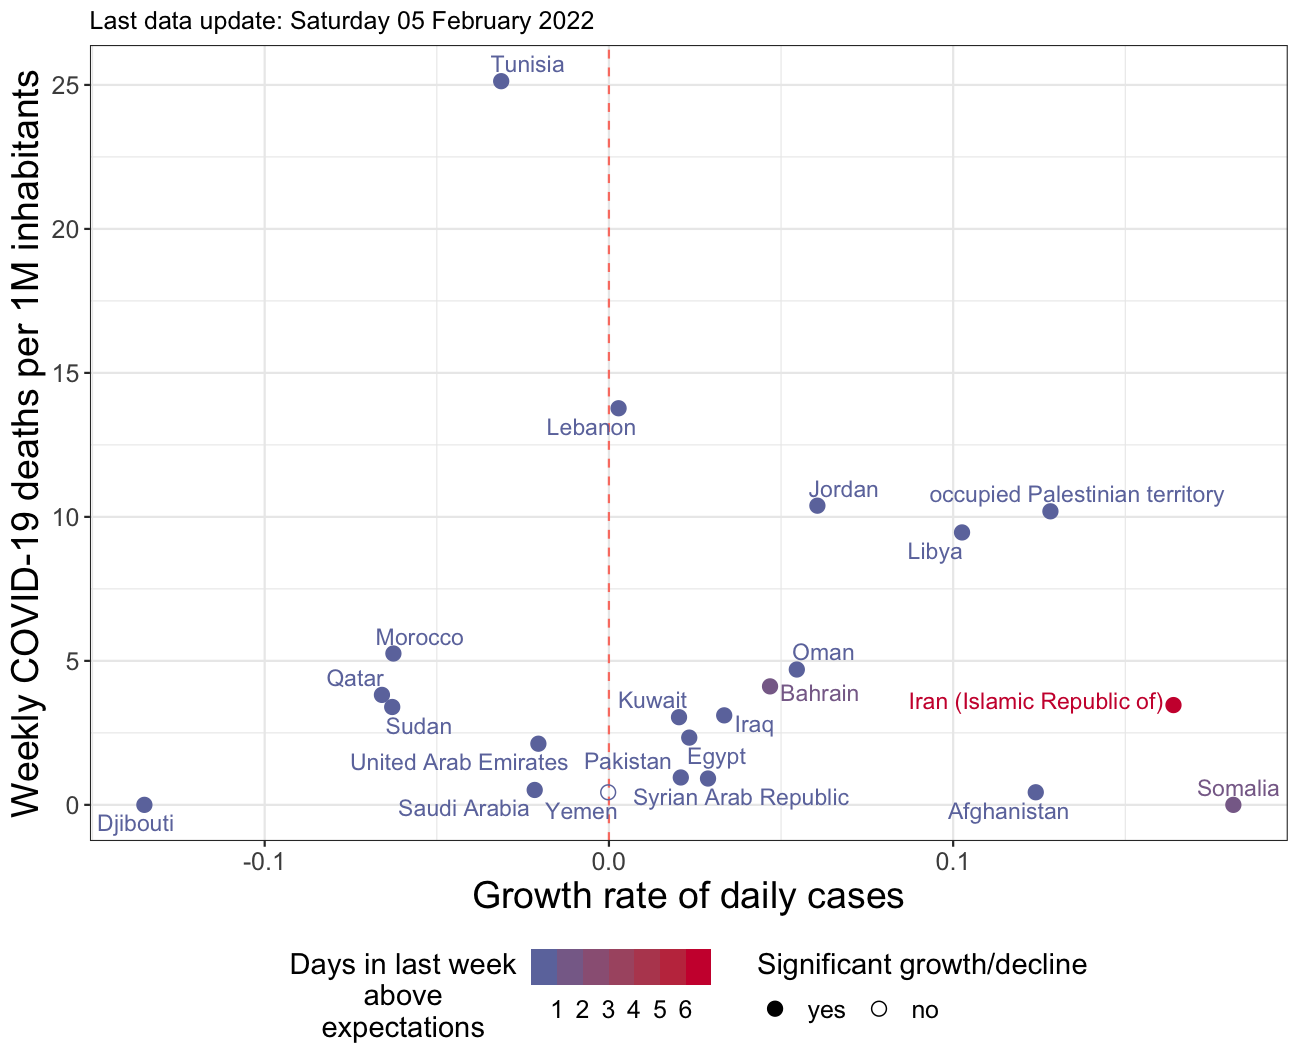 Last data update: Saturday 05 February 2022
Weekly COVID-19 deaths per 1M inhabitants
25
20
15
10
5
0
Tunisia
Lebanon
Jordan
occupied Palestinian territory
Libya
Morocco
Oman
Qatar
Bahrain
Kuwait
Iran (Islamic Republic of)
Sudan
Iraq
Egypt
United Arab Emirates
Pakistan
Somalia
Syrian Arab Republic
Saudi Arabia
Yemen
Afghanistan
Djibouti
-0.1
0.0
0.1
Growth rate of daily cases
Days in last week
above
expectations
1 2 3 4 5 6
Significant growth/decline
yes
no